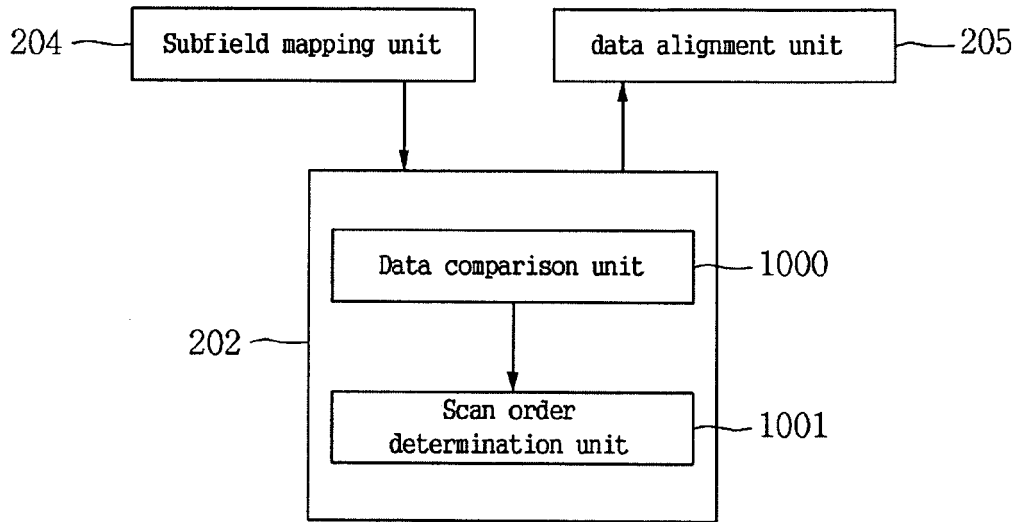 204
Subfield mapping unit
data alignment unit
205
Data comparison unit
1000
202
Scan order
determination unit
1001